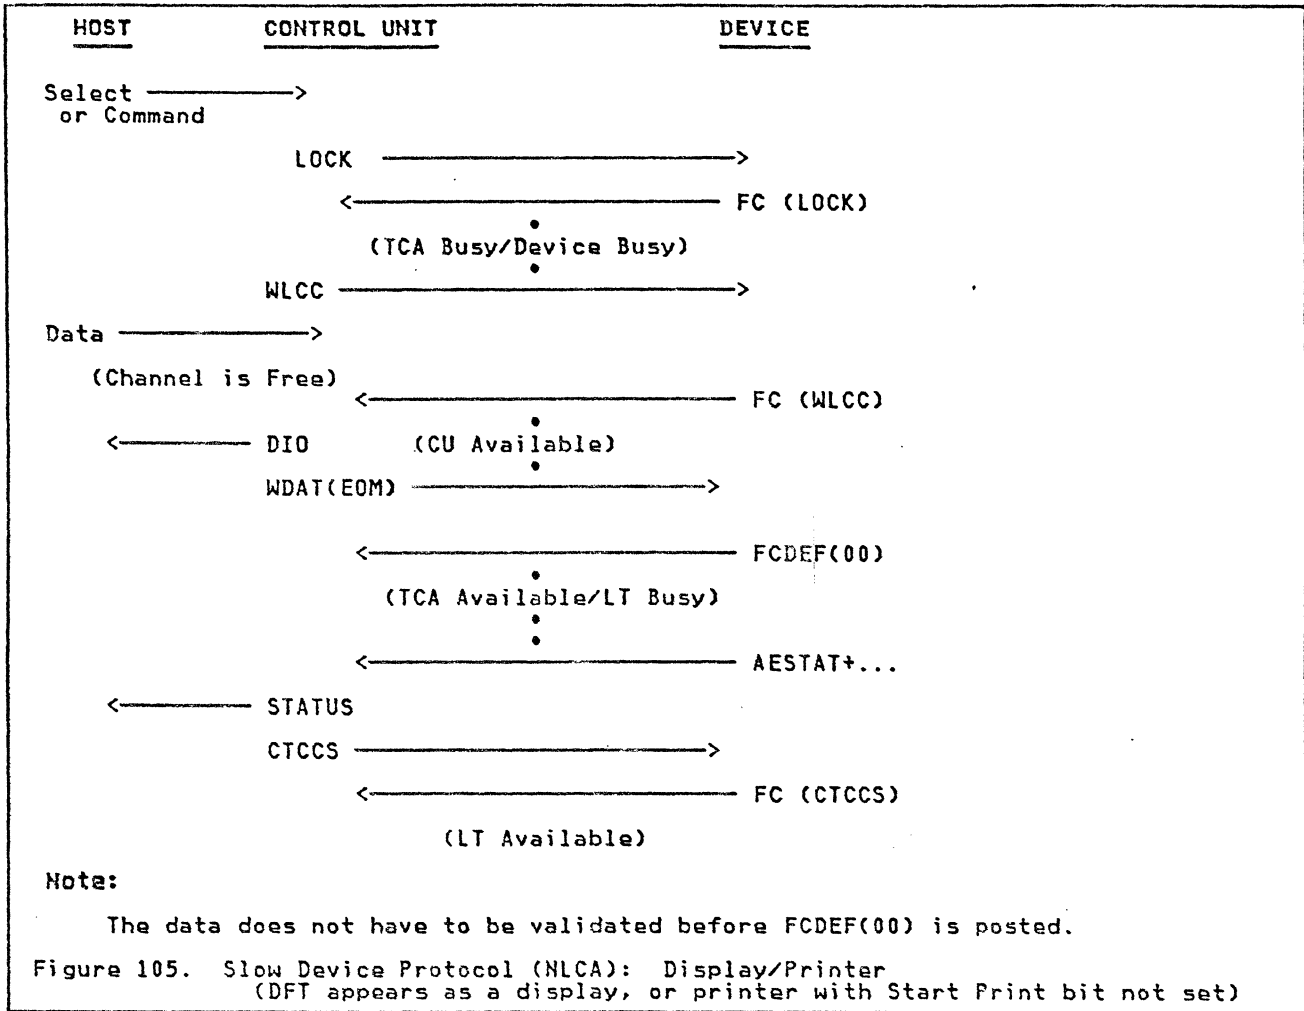 HOST CONTROL UNIT DEVICE
Select ────────>
or Command
LOCK ────────>
<──────── FC (LOCK)
(TCA Busy/Device Busy)
WLCC ────────>
Data ────────>
(Channel is Free)
<──────── FC (WLCC)
<──────── DIO (CU Available)
WDAT(EOM) ────────>
<──────── FCDEF(00)
(TCA Available/LT Busy)
<──────── AESTAT+...
<──────── STATUS
CTCCS ────────>
<──────── FC (CTCCS)
(LT Available)
Note:
The data does not have to be validated before FCDEF(00) is posted.
Figure 105. Slow Device Protocol (NLCA): Display/Printer
(DFT appears as a display, or printer with Start Print bit not set)